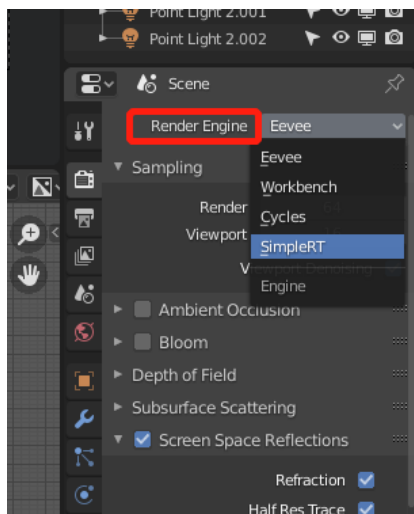 Point Light 2.001
Point Light 2.002
Scene
Render Engine Eevee
Eevee
Sampling
Workbench
Render
Cycles
Viewport
SimpleRT
Engine
Ambient Occlusion
Bloom
Depth of Field
Subsurface Scattering
Screen Space Reflections
Refraction
Half Res Trace